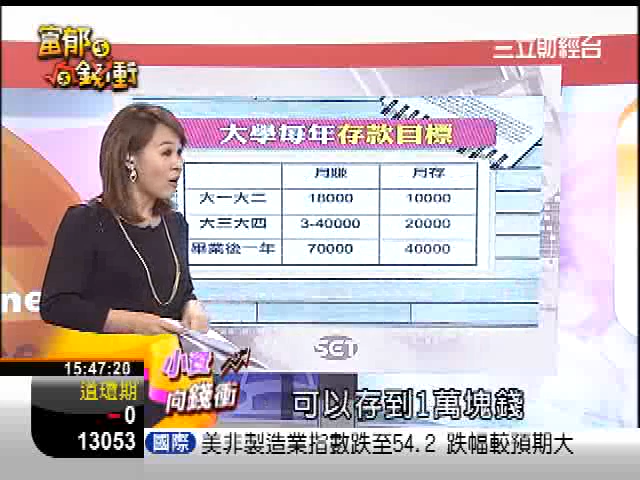 富郁
向錢衝
三立財經台
大學每年存款目標
月賺 月存
大一大二 18000 10000
大三大四 3-40000 20000
畢業後一年 70000 40000
ne
SCT
15:47:20
道瓊期
0
13053
小資
向錢衝
可以存到1萬塊錢
國際 美非製造業指數跌至54.2 跌幅較預期大